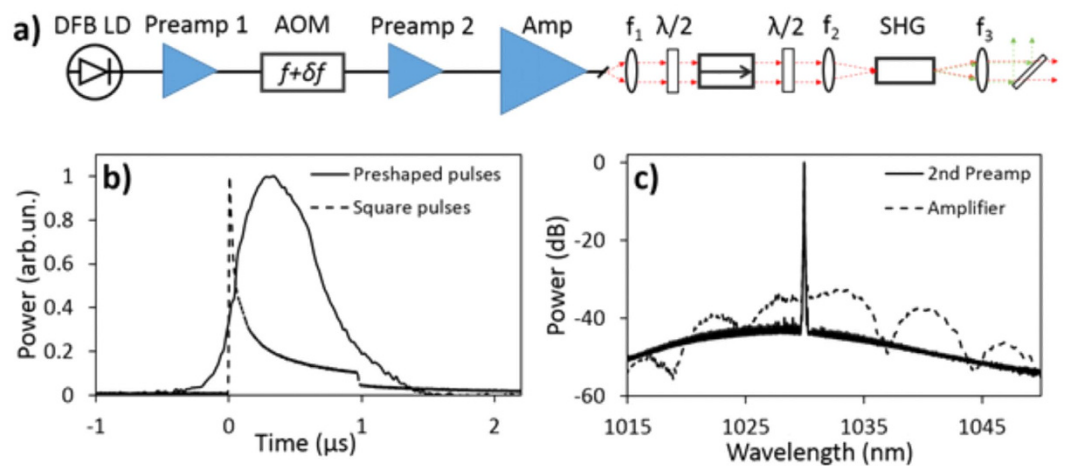 a) DFB LD Preamp 1 AOM Preamp 2 Amp f1 λ/2 λ/2 f2 SHG f3
f+δf
b)
Preshaped pulses
Square pulses
Power (arb.un.)
1
0.8
0.6
0.4
0.2
0
-1 0 1 2
Time (μs)
c)
2nd Preamp
Amplifier
Power (dB)
0
-20
-40
-60
1015 1025 1035 1045
Wavelength (nm)